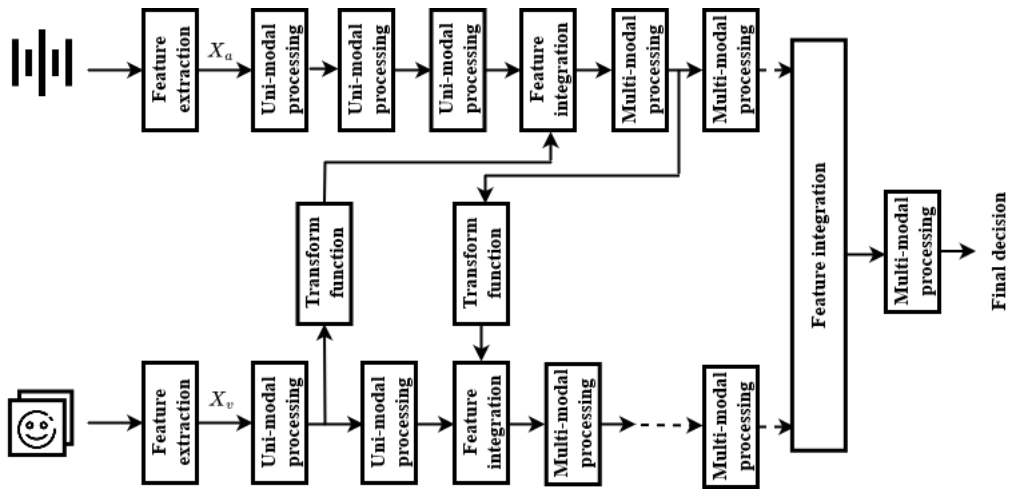 Feature
extraction
X_a
Uni-modal
processing
Uni-modal
processing
Uni-modal
processing
Feature
integration
Multi-modal
processing
Multi-modal
processing
Transform
function
Transform
function
Feature
extraction
X_v
Uni-modal
processing
Uni-modal
processing
Feature
integration
Multi-modal
processing
Multi-modal
processing
Feature integration
Multi-modal
processing
Final decision